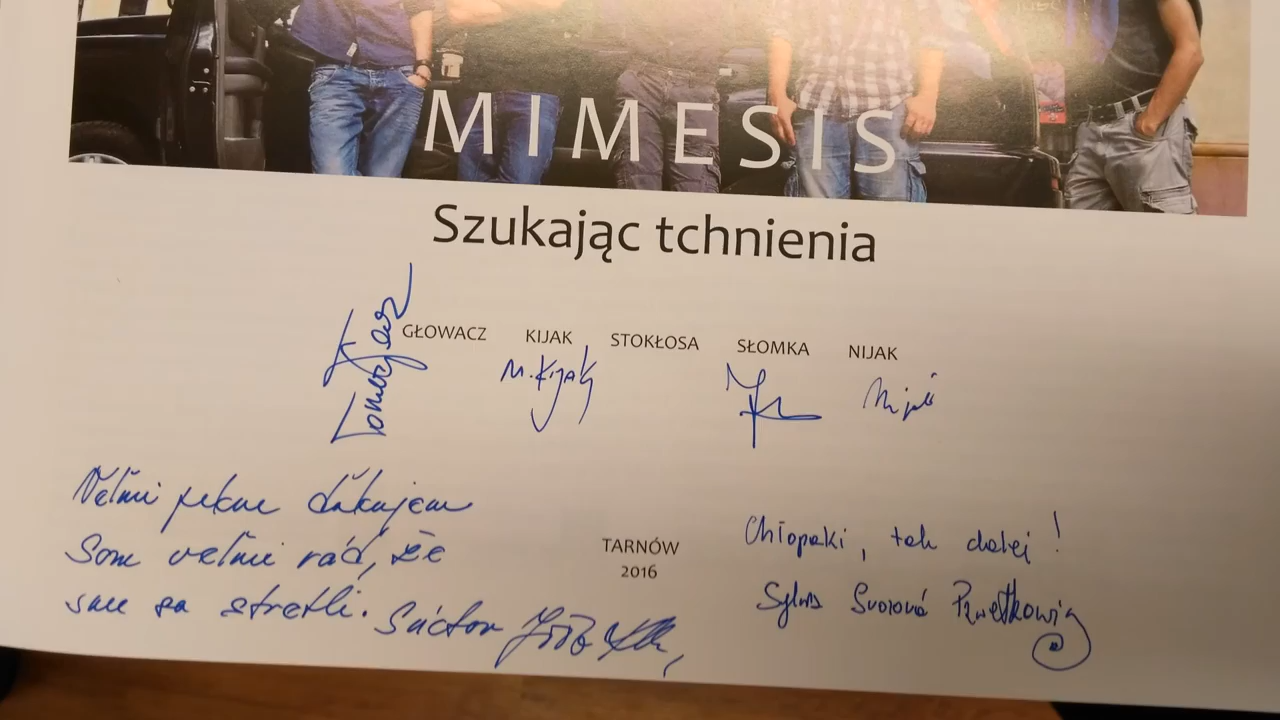 MIMESIS
Szukając tchnienia
GŁOWACZ KIJAK STOKŁOSA SŁOMKA NIJAK
M. Kijak
Veľmi pekne ďakujem
Som veľmi rád, že
sme sa stretli.
TARNÓW
2016
Chłopaki, tak dalej!